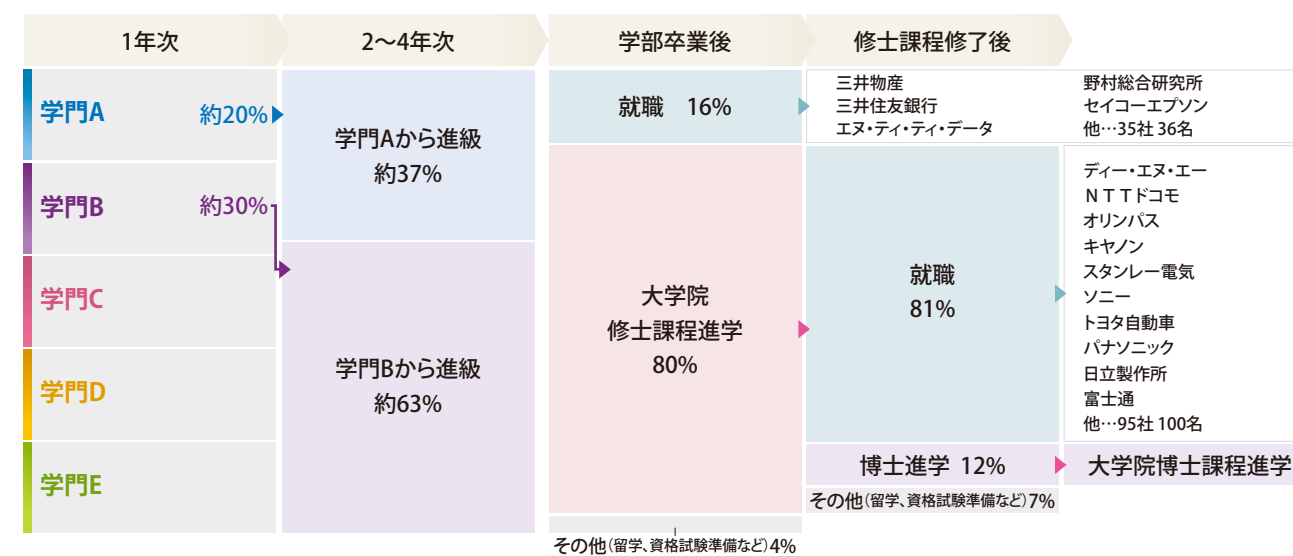 1年次
2〜4年次
学部卒業後
修士課程修了後
学門A
約20%
学門B
約30%
学門C
学門D
学門E
学門Aから進級
約37%
学門Bから進級
約63%
就職 16%
大学院
修士課程進学
80%
その他(留学、資格試験準備など)4%
三井物産
三井住友銀行
エヌ・ティ・ティ・データ
野村総合研究所
セイコーエプソン
他…35社 36名
就職
81%
ディー・エヌ・エー
NTTドコモ
オリンパス
キヤノン
スタンレー電気
ソニー
トヨタ自動車
パナソニック
日立製作所
富士通
他…95社 100名
博士進学 12%
大学院博士課程進学
その他(留学、資格試験準備など)7%